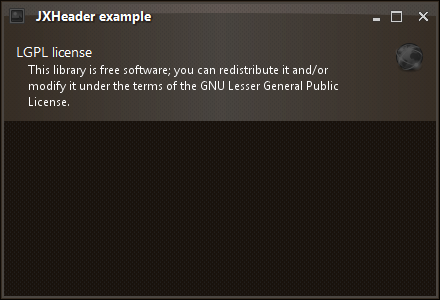 JXHeader example
LGPL license
This library is free software; you can redistribute it and/or
modify it under the terms of the GNU Lesser General Public
License.